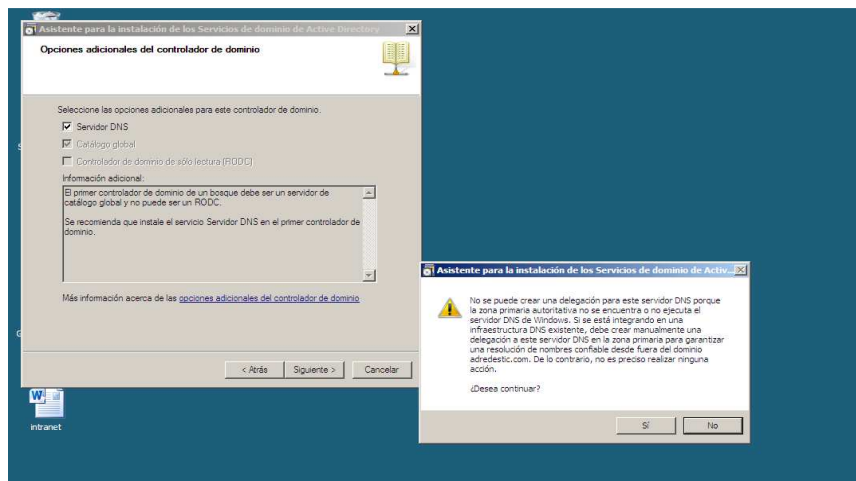 Asistente para la instalación de los Servicios de dominio de Active Directory
Opciones adicionales del controlador de dominio
Seleccione las opciones adicionales para este controlador de dominio.
Servidor DNS
Catálogo global
Controlador de dominio de sólo lectura (RODC)
Información adicional:
El primer controlador de dominio de un bosque debe ser un servidor de
catálogo global y no puede ser un RODC.
Se recomienda que instale el servicio Servidor DNS en el primer controlador de
dominio.
Más información acerca de las opciones adicionales del controlador de dominio
< Atrás
Siguiente >
Cancelar
intranet
Asistente para la instalación de los Servicios de dominio de Activ...
No se puede crear una delegación para este servidor DNS porque
la zona primaria autoritativa no se encuentra o no ejecuta el
servidor DNS de Windows. Si se está integrando en una
infraestructura DNS existente, debe crear manualmente una
delegación a este servidor DNS en la zona primaria para garantizar
una resolución de nombres confiable desde fuera del dominio
adredestic.com. De lo contrario, no es preciso realizar ninguna
acción.
¿Desea continuar?
Sí
No